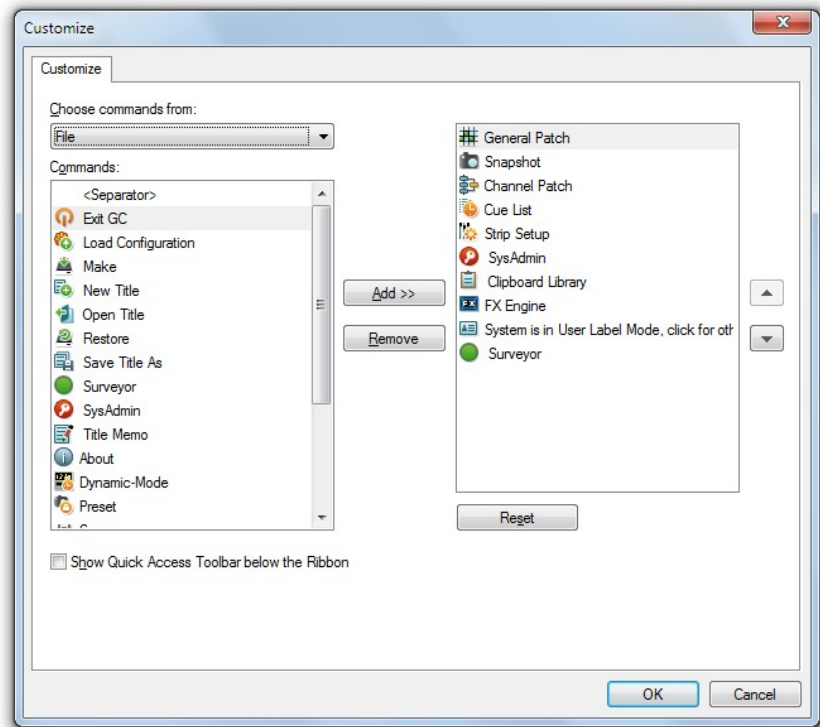 Customize
Customize
Choose commands from:
File
Commands:
<Separator>
Exit GC
Load Configuration
Make
New Title
Open Title
Restore
Save Title As
Surveyor
SysAdmin
Title Memo
About
Dynamic-Mode
Preset
Add >>
Remove
General Patch
Snapshot
Channel Patch
Cue List
Strip Setup
SysAdmin
Clipboard Library
FX Engine
System is in User Label Mode, click for oth
Surveyor
Reset
Show Quick Access Toolbar below the Ribbon
OK
Cancel